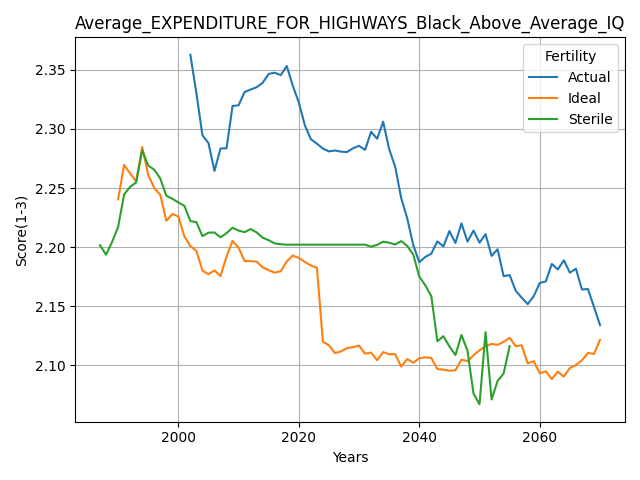 Average_EXPENDITURE_FOR_HIGHWAYS_Black_Above_Average_IQ
Fertility
Actual
Ideal
Sterile
Score(1-3)
2.35
2.30
2.25
2.20
2.15
2.10
2000
2020
2040
2060
Years